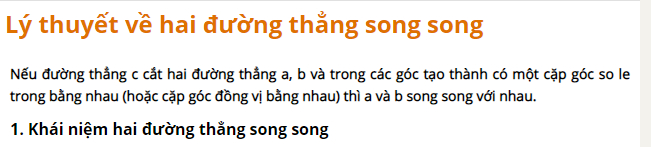 Lý thuyết về hai đường thẳng song song
Nếu đường thẳng c cắt hai đường thẳng a, b và trong các góc tạo thành có một cặp góc so le
trong bằng nhau (hoặc cặp góc đồng vị bằng nhau) thì a và b song song với nhau.
1. Khái niệm hai đường thẳng song song